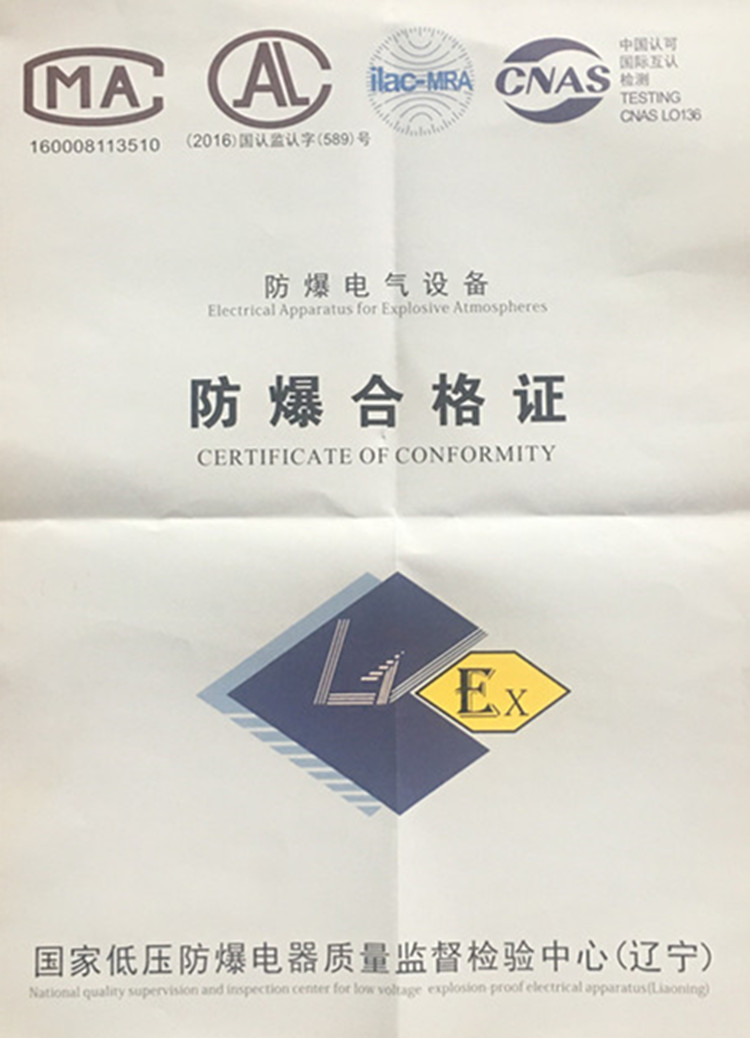 CMA
CAL
ilac-MRA
CNAS
中国认可
国际互认
检测
TESTING
CNAS L0136
160008113510
(2016)国认监认字(589)号
防爆电气设备
Electrical Apparatus for Explosive Atmospheres
防爆合格证
CERTIFICATE OF CONFORMITY
Li
Ex
国家低压防爆电器质量监督检验中心(辽宁)
National quality supervision and inspection center for low voltage explosion-proof electrical apparatus(Liaoning)